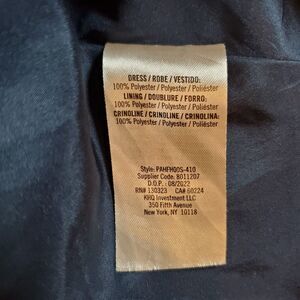 DRESS / ROBE / VESTIDO:
100% Polyester / Polyester / Poliéster
LINING / DOUBLURE / FORRO:
100% Polyester / Polyester / Poliéster
CRINOLINE / CRINOLINE / CRINOLINA:
100% Polyester / Polyester / Poliéster
Style: PAHFH00S-410
Supplier Code: 8011207
D.O.P. : 08/2022
RN# 130323 CA# 60224
KHQ Investment LLC
350 Fifth Avenue
New York, NY 10118